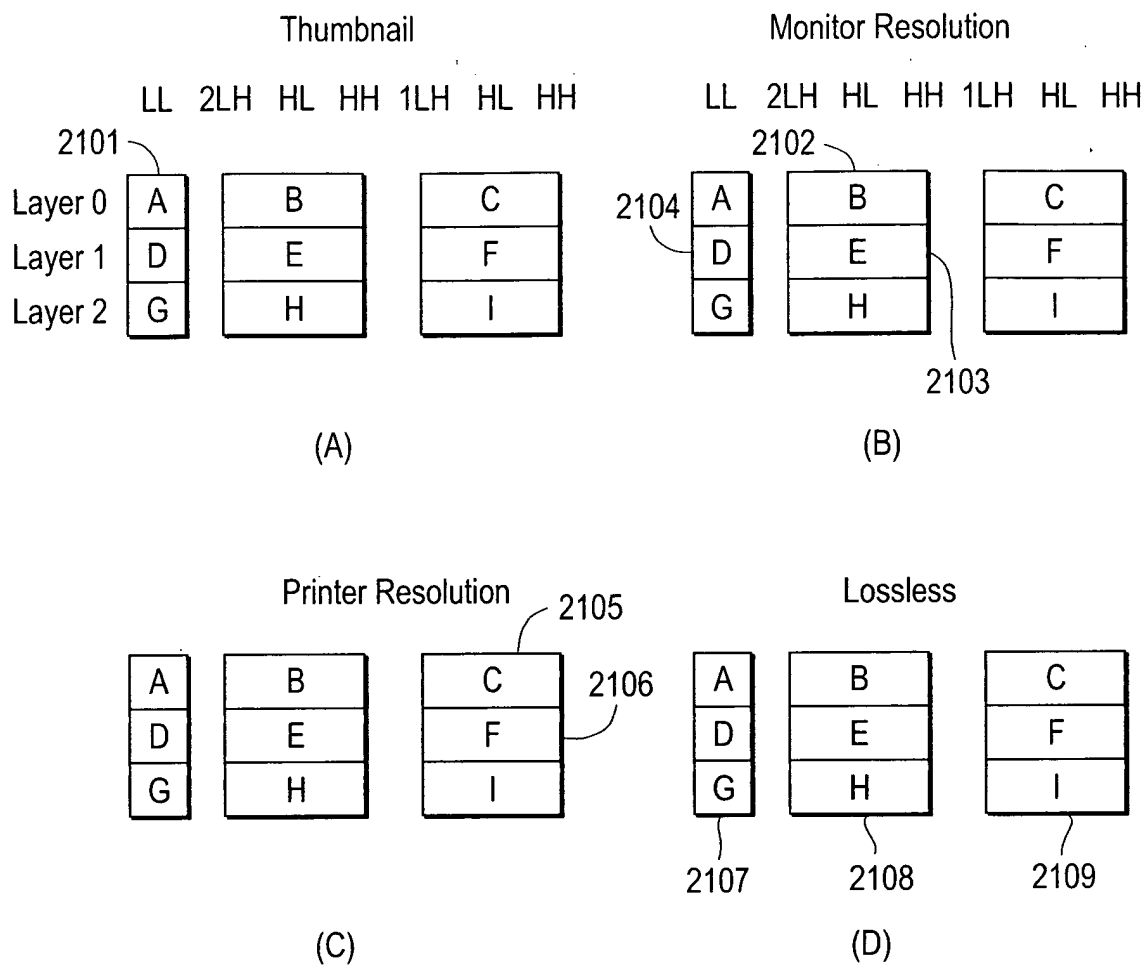 Thumbnail
LL 2LH HL HH 1LH HL HH
2101
Layer 0 A B C
Layer 1 D E F
Layer 2 G H I
(A)
Monitor Resolution
LL 2LH HL HH 1LH HL HH
2102
2104
A B C
D E F
G H I
2103
(B)
Printer Resolution
2105
A B C
2106
D E F
G H I
(C)
Lossless
A B C
D E F
G H I
2107 2108 2109
(D)